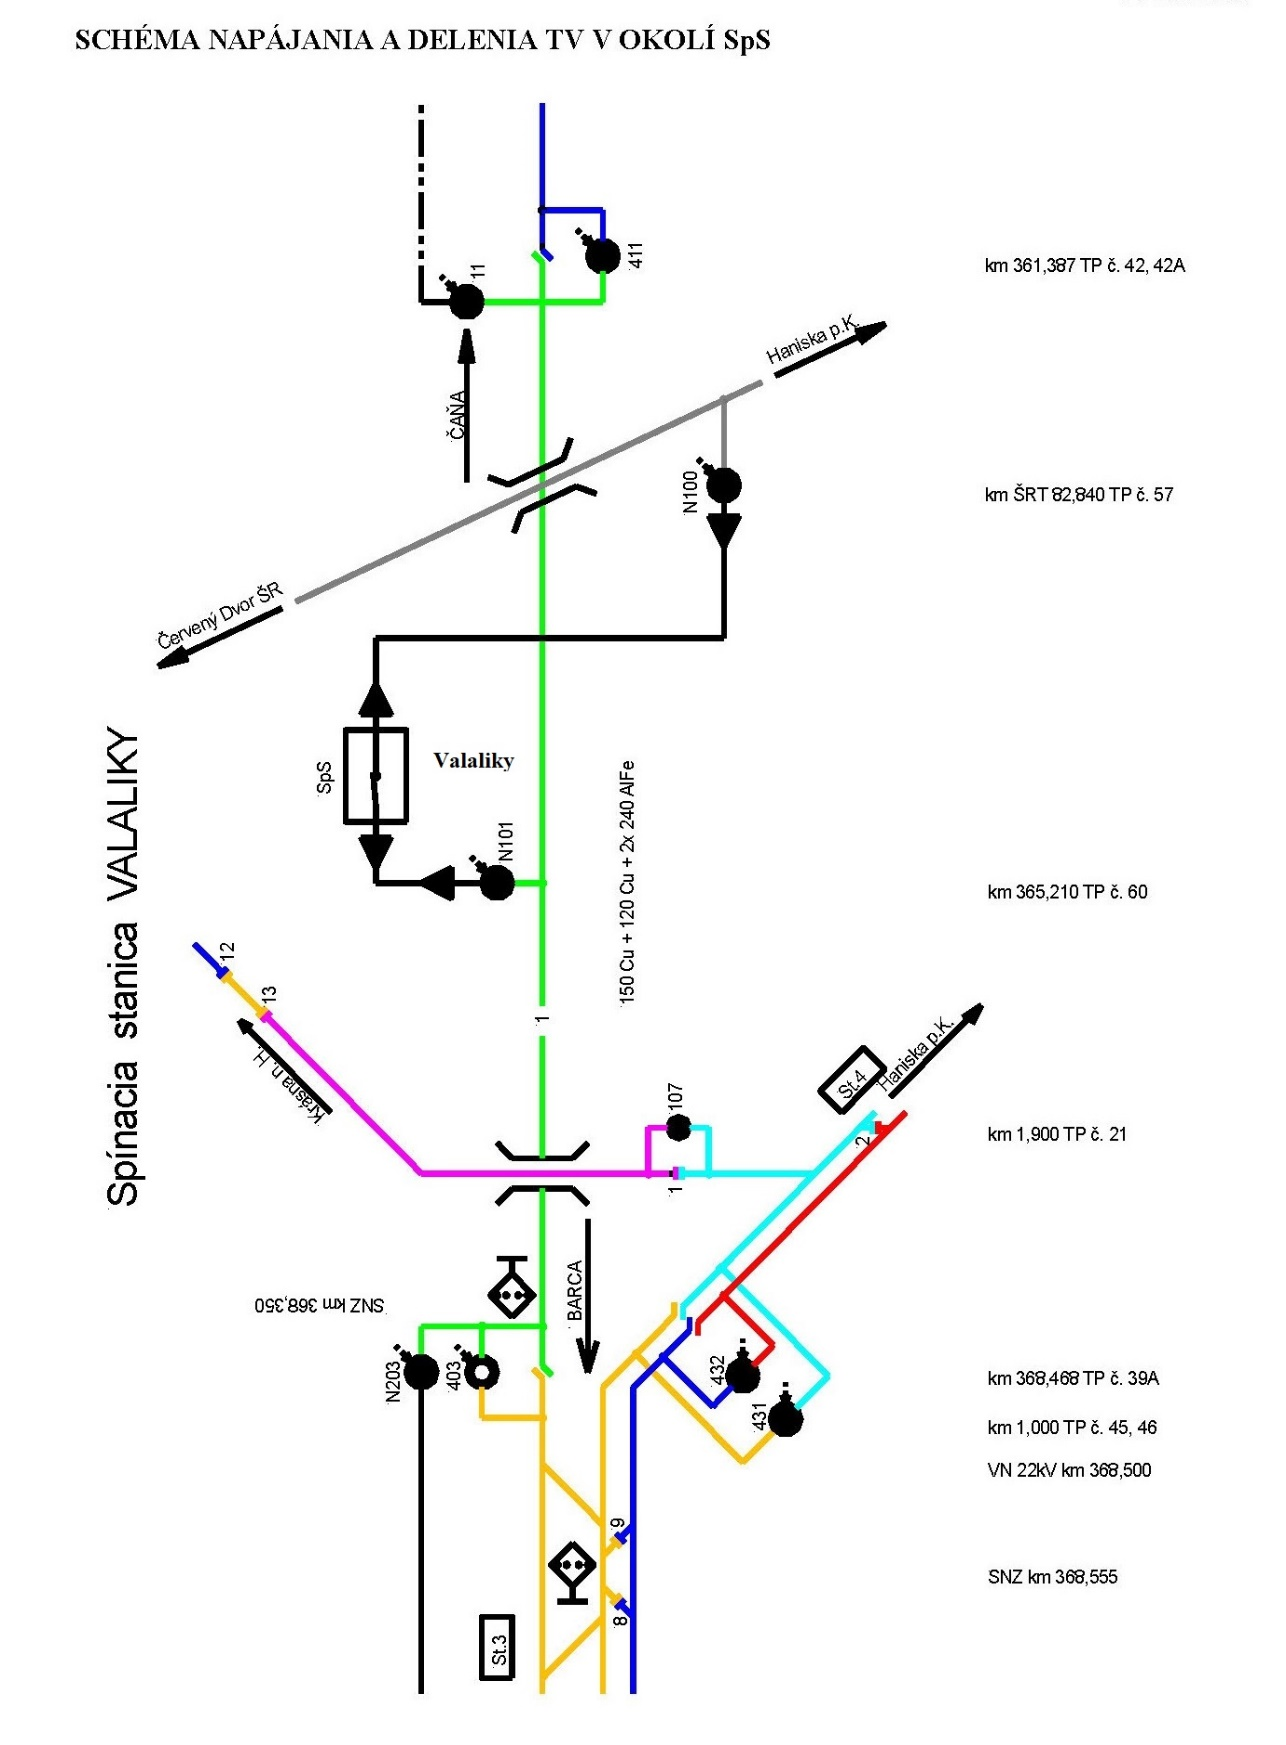 SCHÉMA NAPÁJANIA A DELENIA TV V OKOLÍ SpS
411
11
km 361,387 TP č. 42, 42A
Haniska p.K.
ČAŇA
N100
km ŠRT 82,840 TP č. 57
Červený Dvor ŠR
Spínacia stanica VALALIKY
SpS
Valaliky
150 Cu + 120 Cu + 2x 240 AlFe
N101
km 365,210 TP č. 60
12
13
1
Krásna n. H.
St.4
Haniska p.K.
107
2
km 1,900 TP č. 21
1
BARCA
SNZ km 368,350
N203
403
432
431
km 368,468 TP č. 39A
km 1,000 TP č. 45, 46
VN 22kV km 368,500
9
SNZ km 368,555
8
St.3